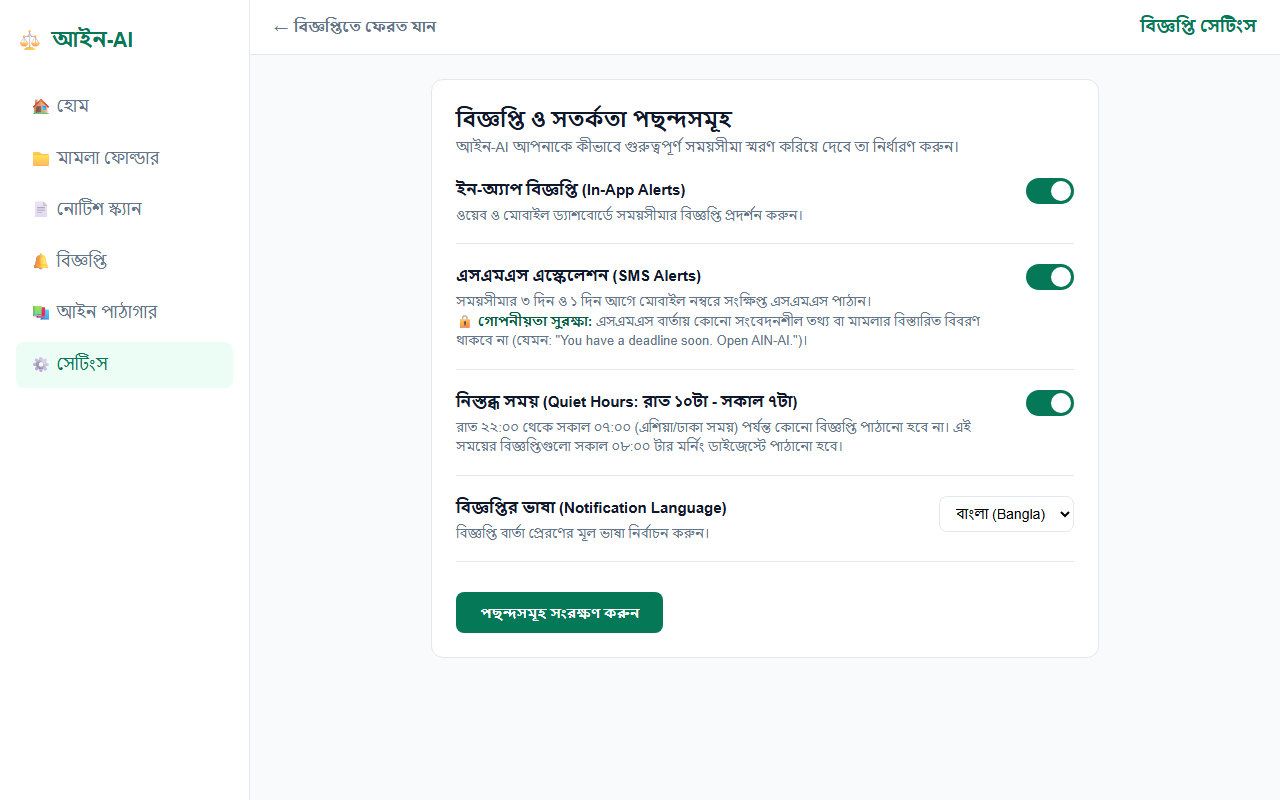 আইন-AI
হোম
মামলা ফোল্ডার
নোটিশ স্ক্যান
বিজ্ঞপ্তি
আইন পাঠাগার
সেটিংস
← বিজ্ঞপ্তিতে ফেরত যান
বিজ্ঞপ্তি সেটিংস
বিজ্ঞপ্তি ও সতর্কতা পছন্দসমূহ
আইন-AI আপনাকে কীভাবে গুরুত্বপূর্ণ সময়সীমা স্মরণ করিয়ে দেবে তা নির্ধারণ করুন।
ইন-অ্যাপ বিজ্ঞপ্তি (In-App Alerts)
ওয়েব ও মোবাইল ড্যাশবোর্ডে সময়সীমার বিজ্ঞপ্তি প্রদর্শন করুন।
এসএমএস এস্কেলেশন (SMS Alerts)
সময়সীমার ৩ দিন ও ১ দিন আগে মোবাইল নম্বরে সংক্ষিপ্ত এসএমএস পাঠান।
গোপনীয়তা সুরক্ষা: এসএমএস বার্তায় কোনো সংবেদনশীল তথ্য বা মামলার বিস্তারিত বিবরণ
থাকবে না (যেমন: "You have a deadline soon. Open AIN-AI.")।
নিস্তব্ধ সময় (Quiet Hours: রাত ১০টা - সকাল ৭টা)
রাত ২২:০০ থেকে সকাল ০৭:০০ (এশিয়া/ঢাকা সময়) পর্যন্ত কোনো বিজ্ঞপ্তি পাঠানো হবে না। এই
সময়ের বিজ্ঞপ্তিগুলো সকাল ০৮:০০ টার মর্নিং ডাইজেস্টে পাঠানো হবে।
বিজ্ঞপ্তির ভাষা (Notification Language)
বাংলা (Bangla)
বিজ্ঞপ্তি বার্তা প্রেরণের মূল ভাষা নির্বাচন করুন।
পছন্দসমূহ সংরক্ষণ করুন